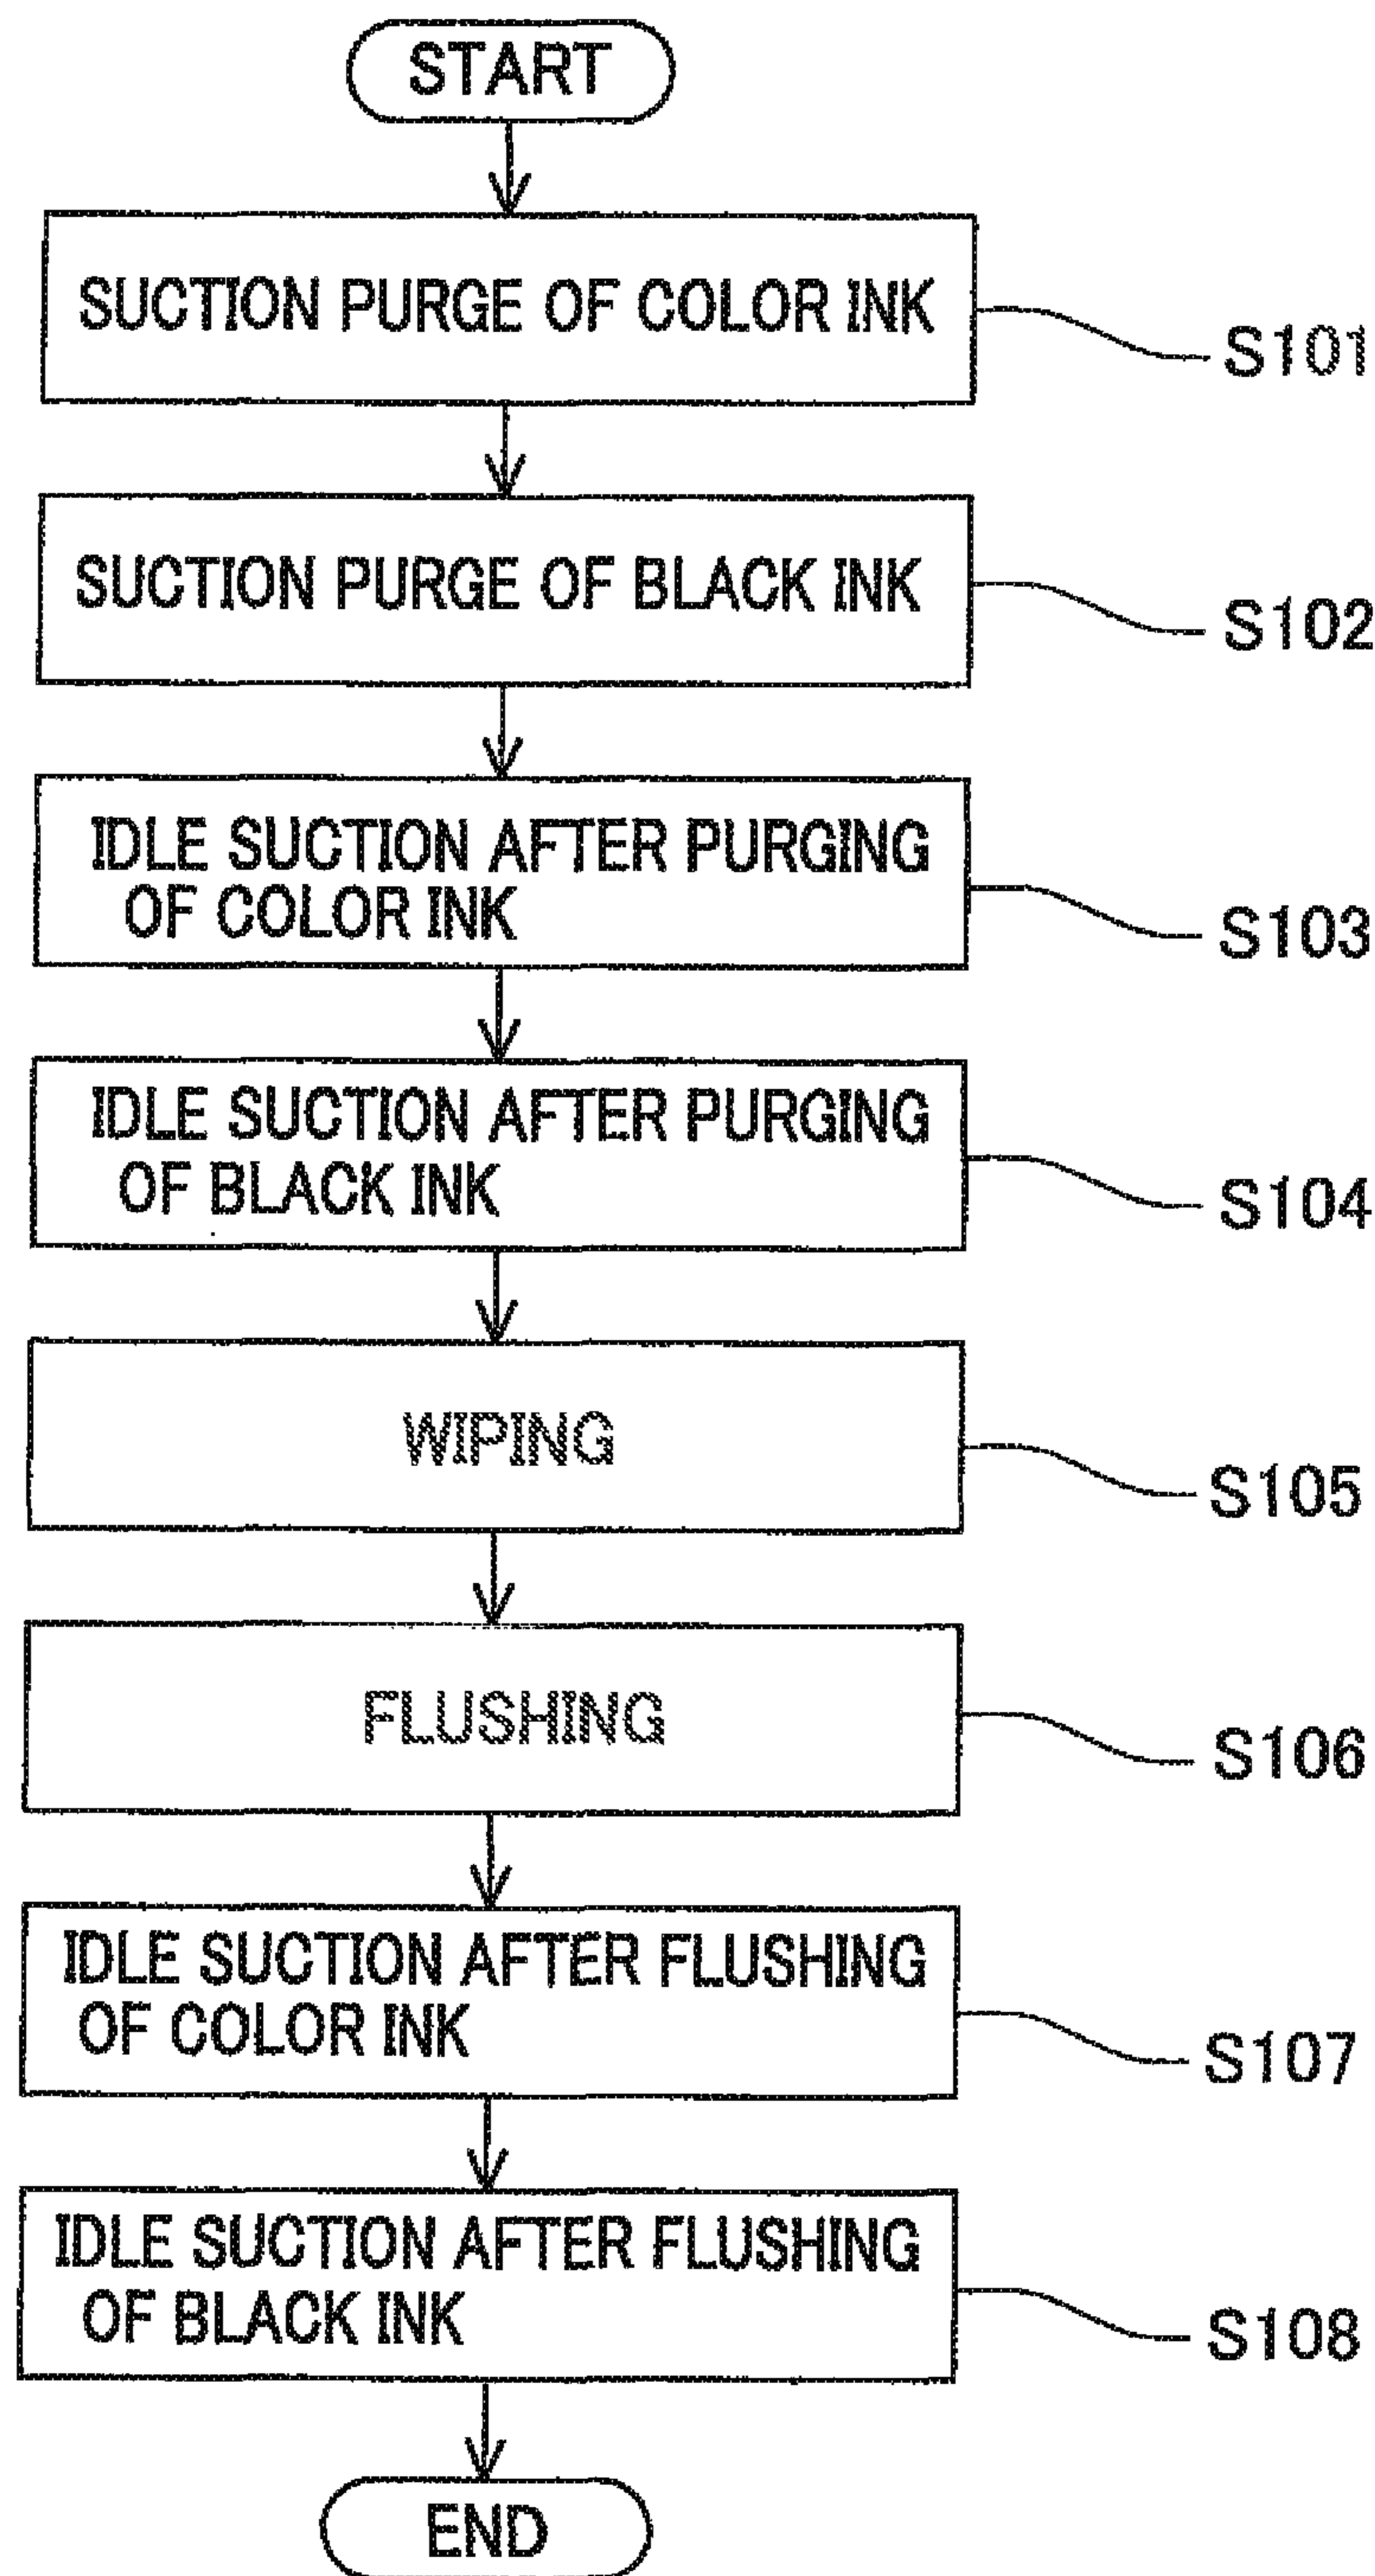 START
SUCTION PURGE OF COLOR INK
S101
SUCTION PURGE OF BLACK INK
S102
IDLE SUCTION AFTER PURGING
OF COLOR INK
S103
IDLE SUCTION AFTER PURGING
OF BLACK INK
S104
WIPING
S105
FLUSHING
S106
IDLE SUCTION AFTER FLUSHING
OF COLOR INK
S107
IDLE SUCTION AFTER FLUSHING
OF BLACK INK
S108
END